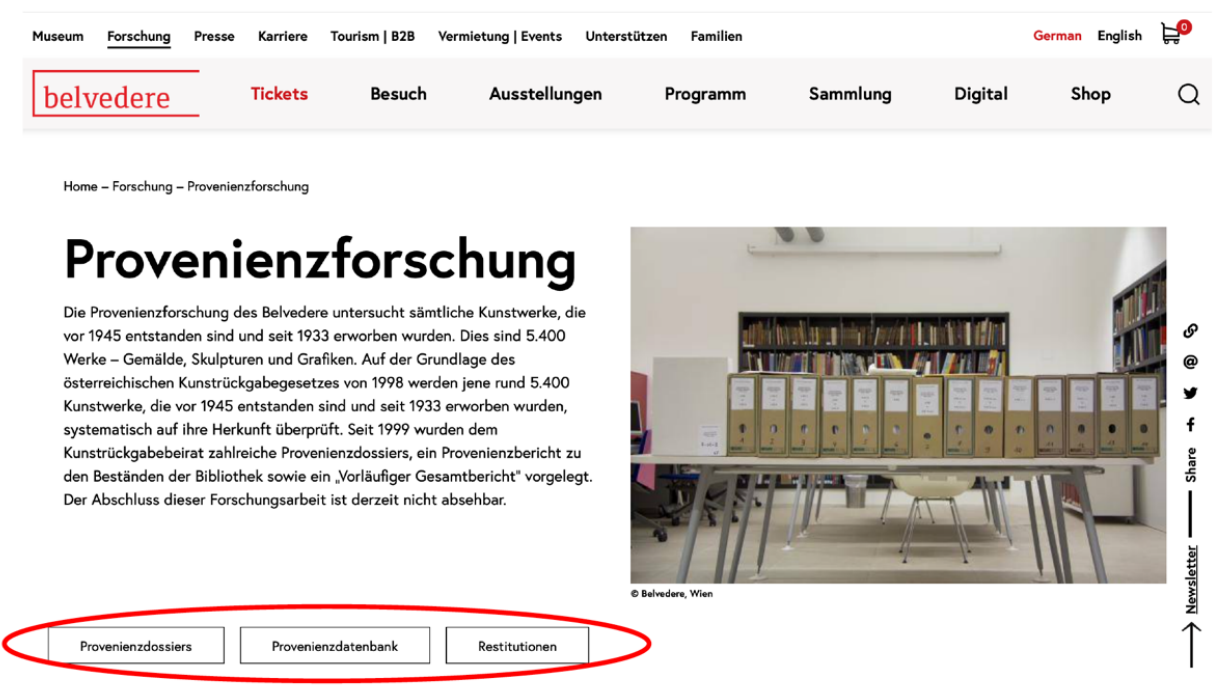 Museum Forschung Presse Karriere Tourism | B2B Vermietung | Events Unterstützen Familien German English 0
belvedere Tickets Besuch Ausstellungen Programm Sammlung Digital Shop
Home – Forschung – Provenienzforschung
Provenienzforschung
Die Provenienzforschung des Belvedere untersucht sämtliche Kunstwerke, die
vor 1945 entstanden sind und seit 1933 erworben wurden. Dies sind 5.400
Werke – Gemälde, Skulpturen und Grafiken. Auf der Grundlage des
österreichischen Kunstrückgabegesetzes von 1998 werden jene rund 5.400
Kunstwerke, die vor 1945 entstanden sind und seit 1933 erworben wurden,
systematisch auf ihre Herkunft überprüft. Seit 1999 wurden dem
Kunstrückgabebeirat zahlreiche Provenienzdossiers, ein Provenienzbericht zu
den Beständen der Bibliothek sowie ein „Vorläufiger Gesamtbericht" vorgelegt.
Der Abschluss dieser Forschungsarbeit ist derzeit nicht absehbar.
© Belvedere, Wien
Share
Newsletter
Provenienzdossiers Provenienzdatenbank Restitutionen